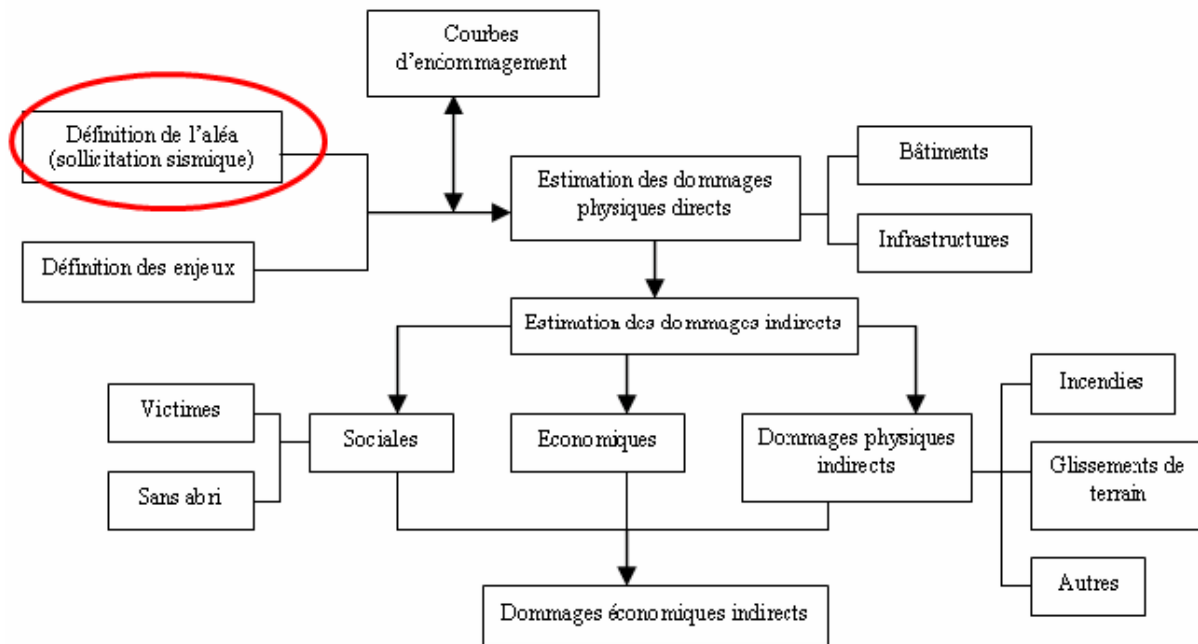 Courbes
d'encommagement
Définition de l'aléa
(sollicitation sismique)
Bâtiments
Estimation des dommages
physiques directs
Infrastructures
Définition des enjeux
Estimation des dommages indirects
Incendies
Victimes
Sociales
Economiques
Dommages physiques
indirects
Glissements de
terrain
Sans abri
Autres
Dommages économiques indirects